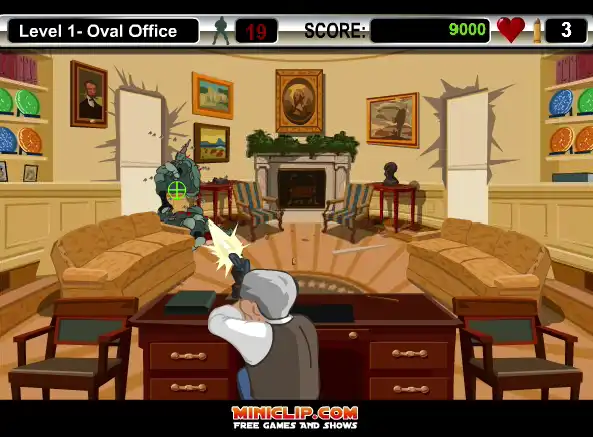 Level 1- Oval Office
19
SCORE:
9000
3
MINICLIP.COM
FREE GAMES AND SHOWS